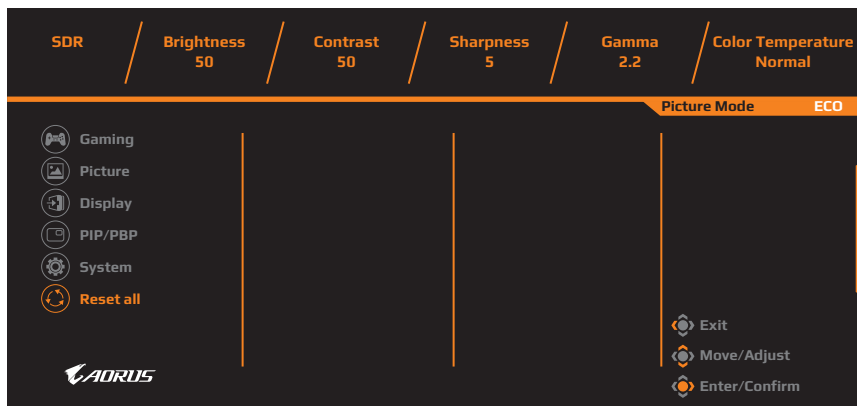 SDR Brightness Contrast Sharpness Gamma Color Temperature
50 50 5 2.2 Normal
Picture Mode ECO
Gaming
Picture
Display
PIP/PBP
System
Reset all
Exit
Move/Adjust
Enter/Confirm
AORUS